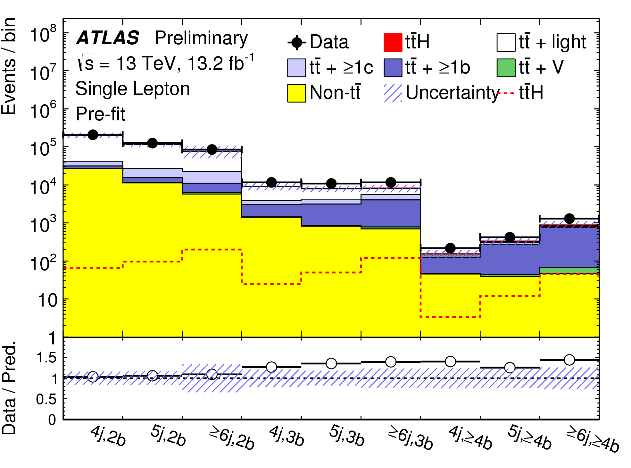 Events / bin
10⁸
10⁷
10⁶
10⁵
10⁴
10³
10²
10
1
ATLAS Preliminary
√s = 13 TeV, 13.2 fb⁻¹
Single Lepton
Pre-fit
Data
tt̄H
tt̄ + light
tt̄ + ≥1c
tt̄ + ≥1b
tt̄ + V
Non-tt̄
Uncertainty
tt̄H
Data / Pred.
1.5
1
0.5
0
4j,2b
5j,2b
≥6j,2b
4j,3b
5j,3b
≥6j,3b
4j,≥4b
5j,≥4b
≥6j,≥4b